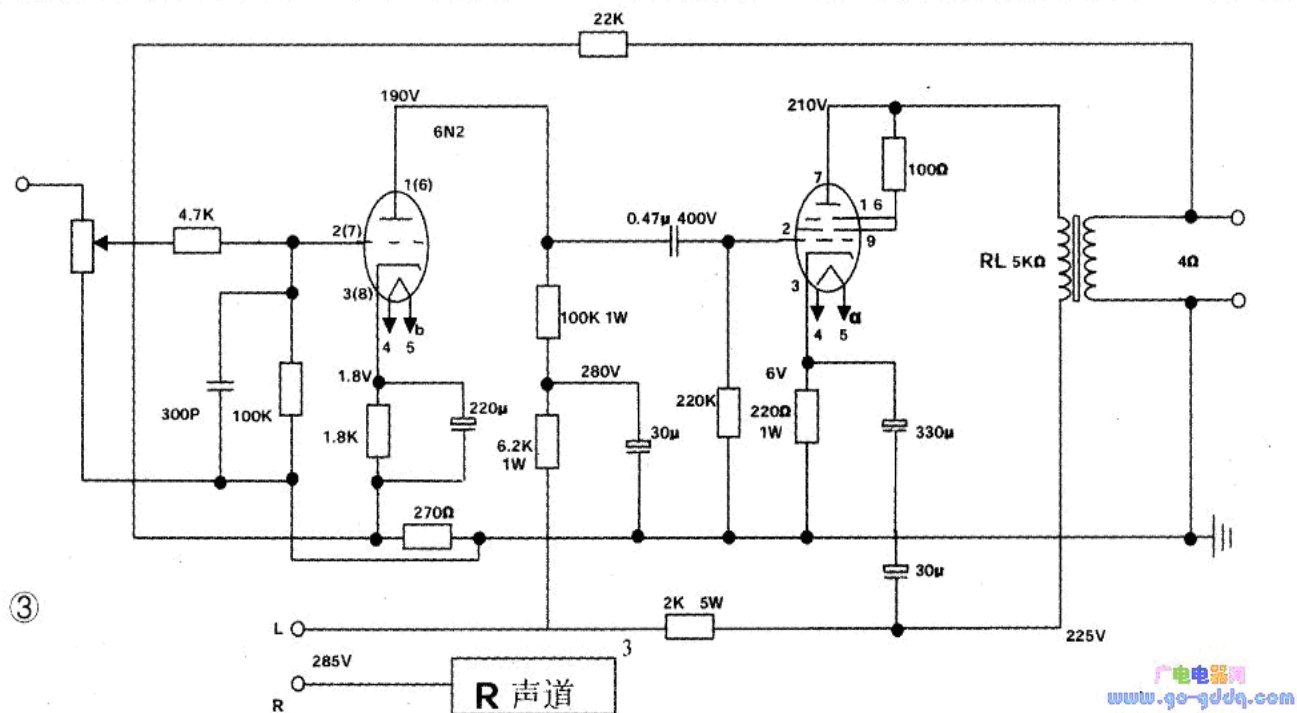 22K
190V
210V
6N2
1(6)
7
100Ω
4.7K
2(7)
0.47μ 400V
2
1 6
9
RL 5KΩ
4Ω
3(8)
b
4 5
100K 1W
3
a
4 5
1.8V
280V
6V
300P
100K
1.8K
220μ
6.2K
1W
30μ
220K
220Ω
1W
330μ
270Ω
30μ
③
2K 5W
L
3
225V
285V
R
R 声道
广电电器网
www.go-gddq.com